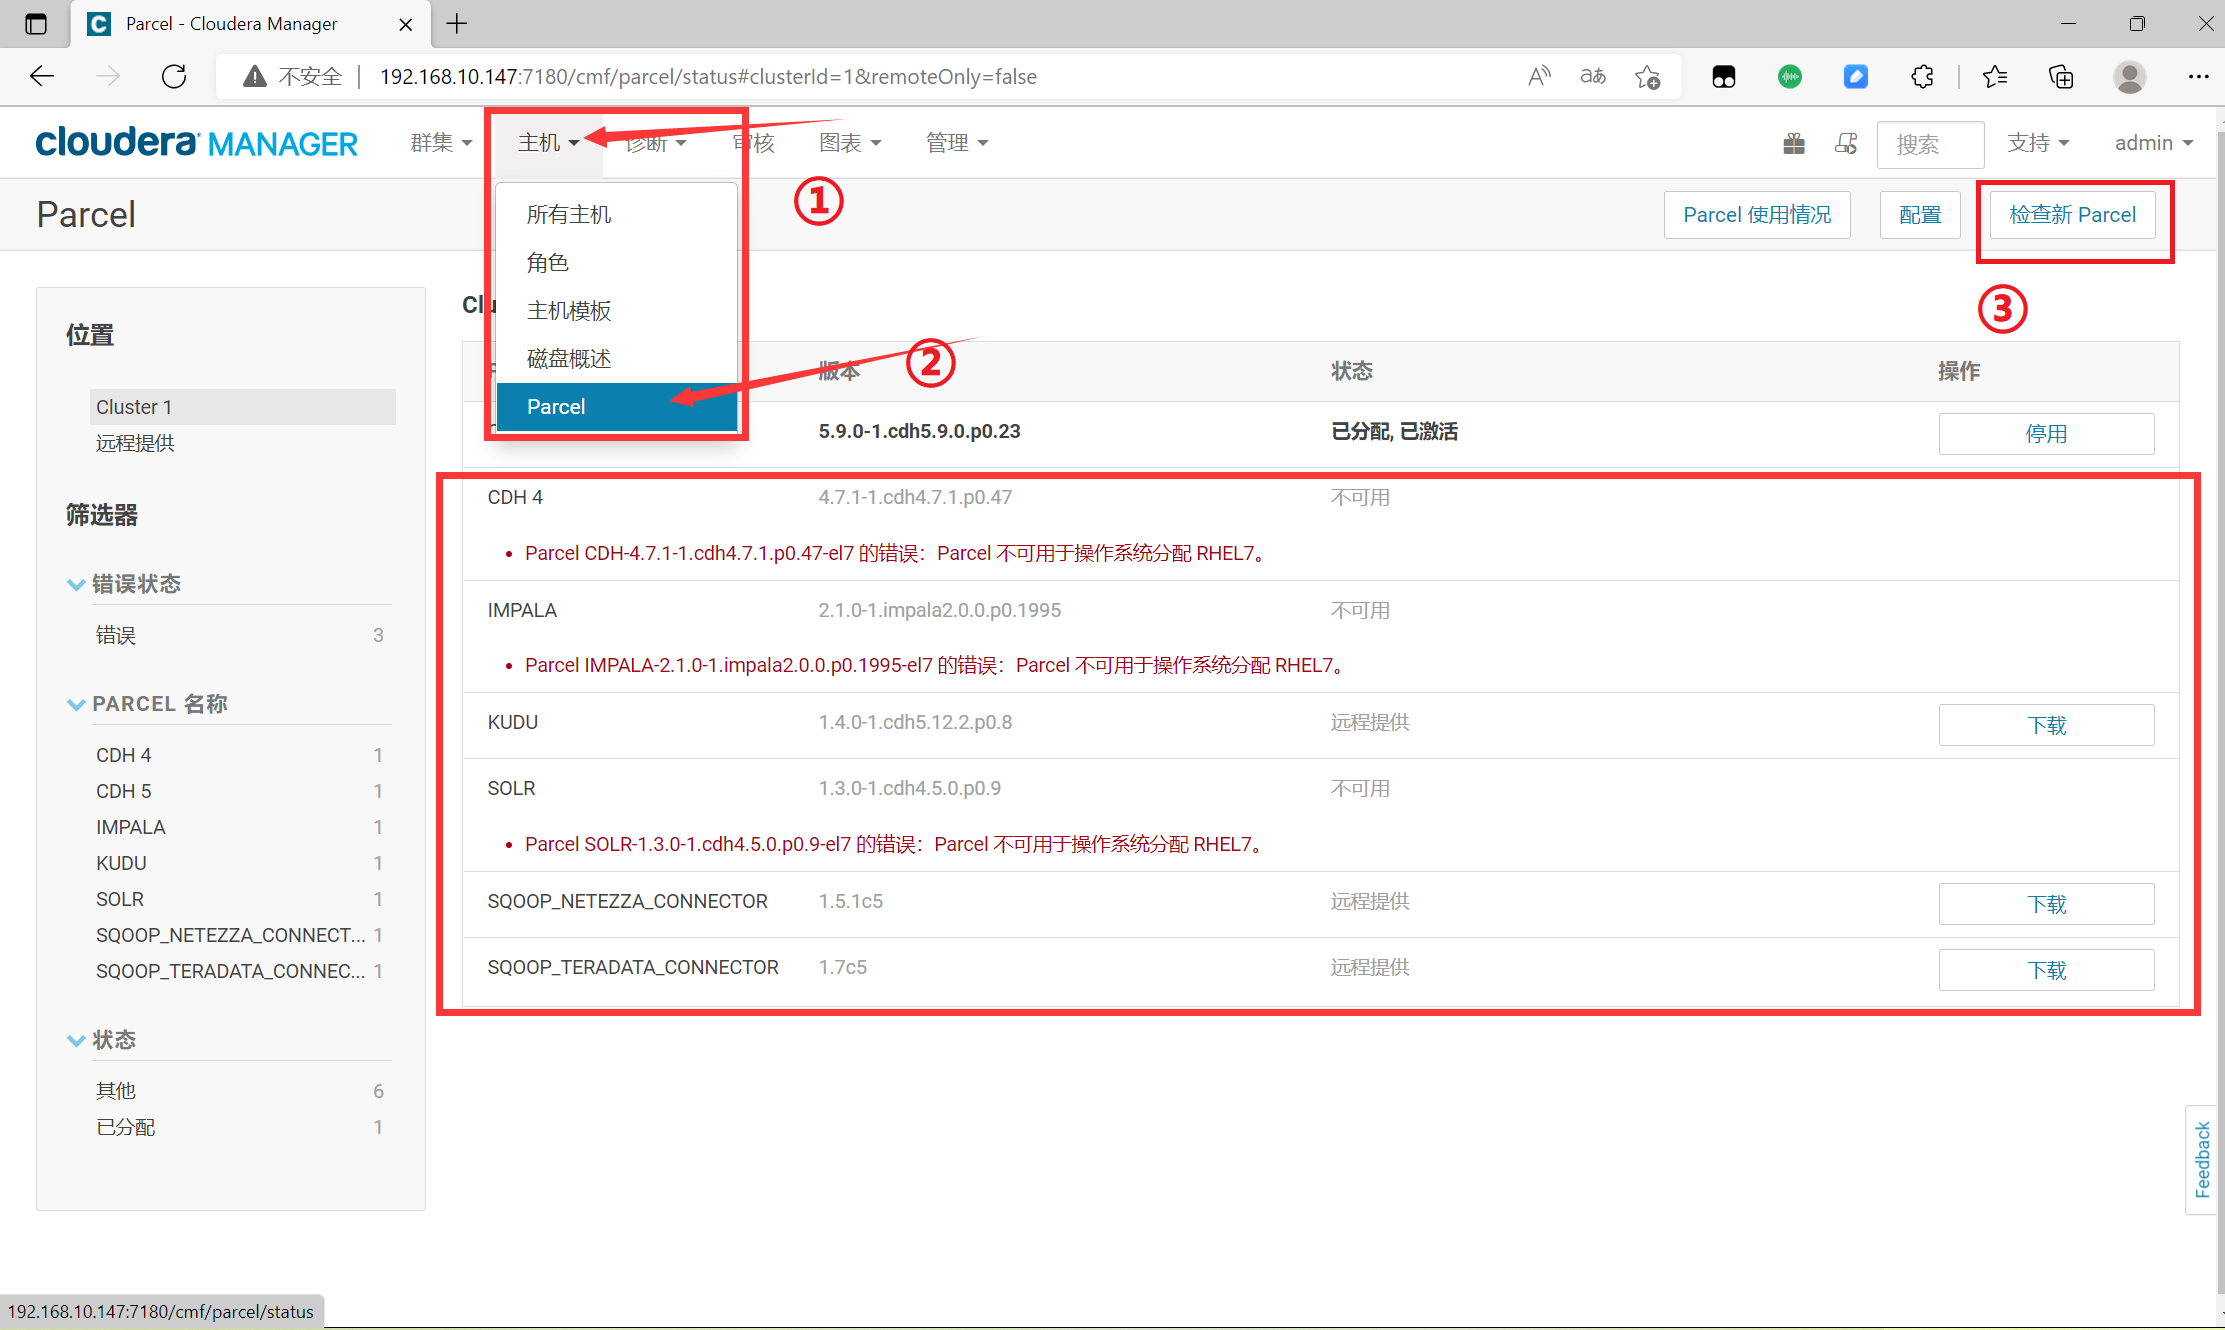 Parcel - Cloudera Manager
不安全
192.168.10.147:7180/cmf/parcel/status#clusterId=1&remoteOnly=false
cloudera MANAGER
群集
主机
诊断
审核
图表
管理
搜索
支持
admin
Parcel
Parcel 使用情况
配置
检查新 Parcel
所有主机
角色
主机模板
磁盘概述
Parcel
①
②
③
位置
Cluster 1
远程提供
筛选器
错误状态
错误 3
PARCEL 名称
CDH 4 1
CDH 5 1
IMPALA 1
KUDU 1
SOLR 1
SQOOP_NETEZZA_CONNECT... 1
SQOOP_TERADATA_CONNEC... 1
状态
其他 6
已分配 1
版本 状态 操作
5.9.0-1.cdh5.9.0.p0.23 已分配, 已激活 停用
CDH 4 4.7.1-1.cdh4.7.1.p0.47 不可用
• Parcel CDH-4.7.1-1.cdh4.7.1.p0.47-el7 的错误：Parcel 不可用于操作系统分配 RHEL7。
IMPALA 2.1.0-1.impala2.0.0.p0.1995 不可用
• Parcel IMPALA-2.1.0-1.impala2.0.0.p0.1995-el7 的错误：Parcel 不可用于操作系统分配 RHEL7。
KUDU 1.4.0-1.cdh5.12.2.p0.8 远程提供 下载
SOLR 1.3.0-1.cdh4.5.0.p0.9 不可用
• Parcel SOLR-1.3.0-1.cdh4.5.0.p0.9-el7 的错误：Parcel 不可用于操作系统分配 RHEL7。
SQOOP_NETEZZA_CONNECTOR 1.5.1c5 远程提供 下载
SQOOP_TERADATA_CONNECTOR 1.7c5 远程提供 下载
Feedback
192.168.10.147:7180/cmf/parcel/status